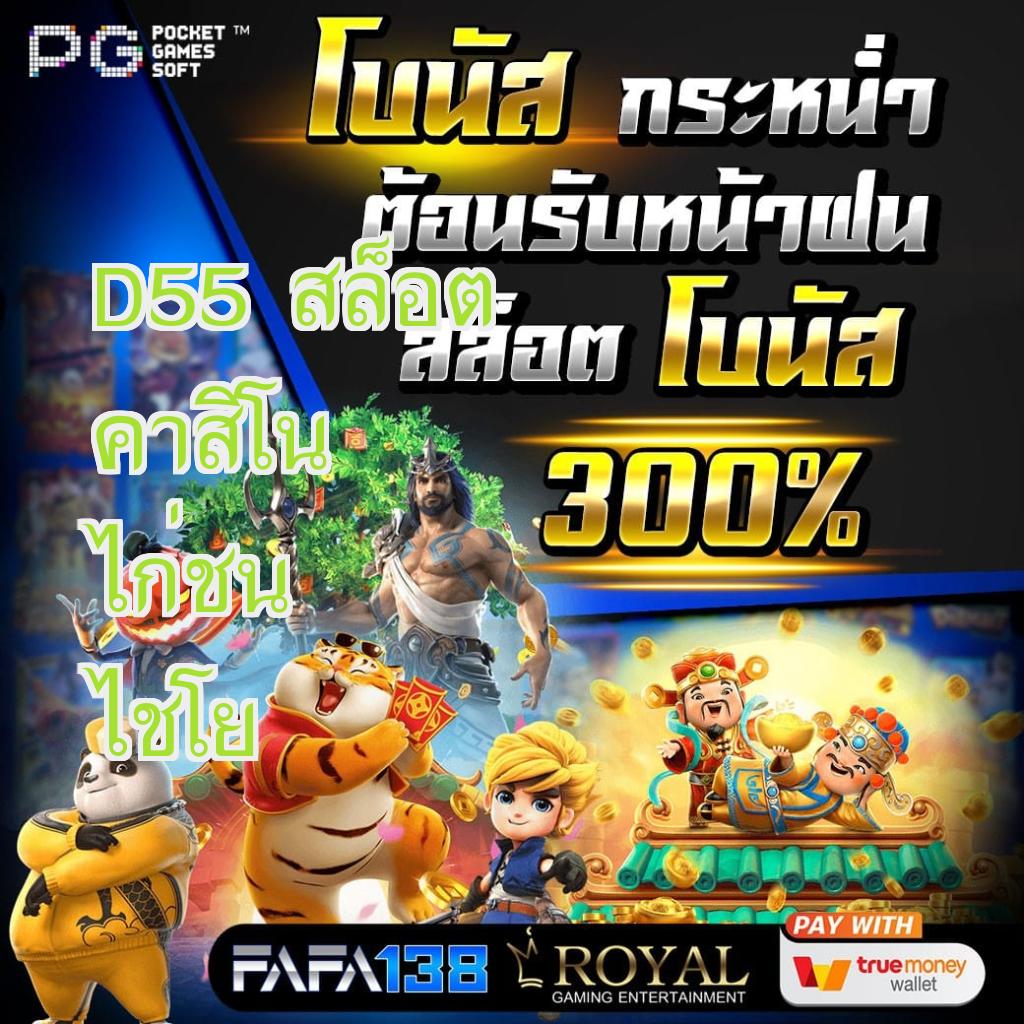 PG POCKET GAMES SOFT™
โบนัส กระหน่ำ
ต้อนรับหน้าฝน
สล็อต โบนัส
300%
D55 สล็อต
คาสิโน
ไก่ชน
ไชโย
FAFA138
ROYAL
GAMING ENTERTAINMENT
PAY WITH
truemoney
wallet